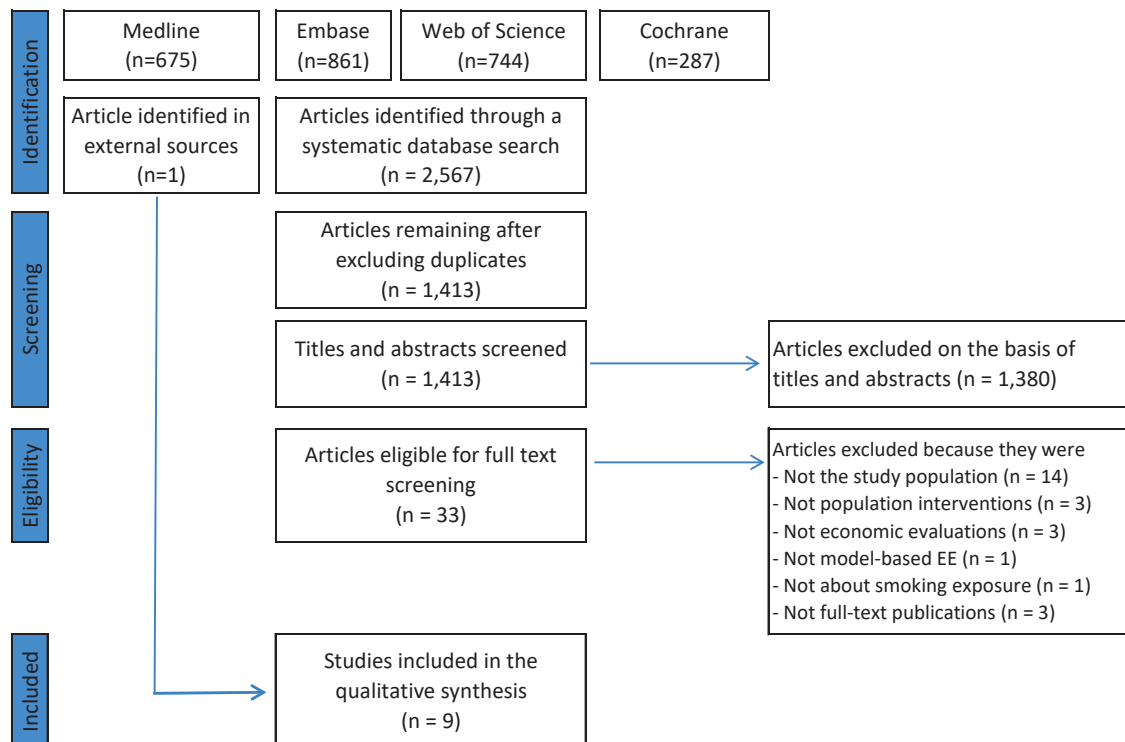 Identification
Medline
(n=675)
Embase
(n=861)
Web of Science
(n=744)
Cochrane
(n=287)
Article identified in
external sources
(n=1)
Articles identified through a
systematic database search
(n = 2,567)
Screening
Articles remaining after
excluding duplicates
(n = 1,413)
Titles and abstracts screened
(n = 1,413)
Articles excluded on the basis of
titles and abstracts (n = 1,380)
Eligibility
Articles eligible for full text
screening
(n = 33)
Articles excluded because they were
- Not the study population (n = 14)
- Not population interventions (n = 3)
- Not economic evaluations (n = 3)
- Not model-based EE (n = 1)
- Not about smoking exposure (n = 1)
- Not full-text publications (n = 3)
Included
Studies included in the
qualitative synthesis
(n = 9)